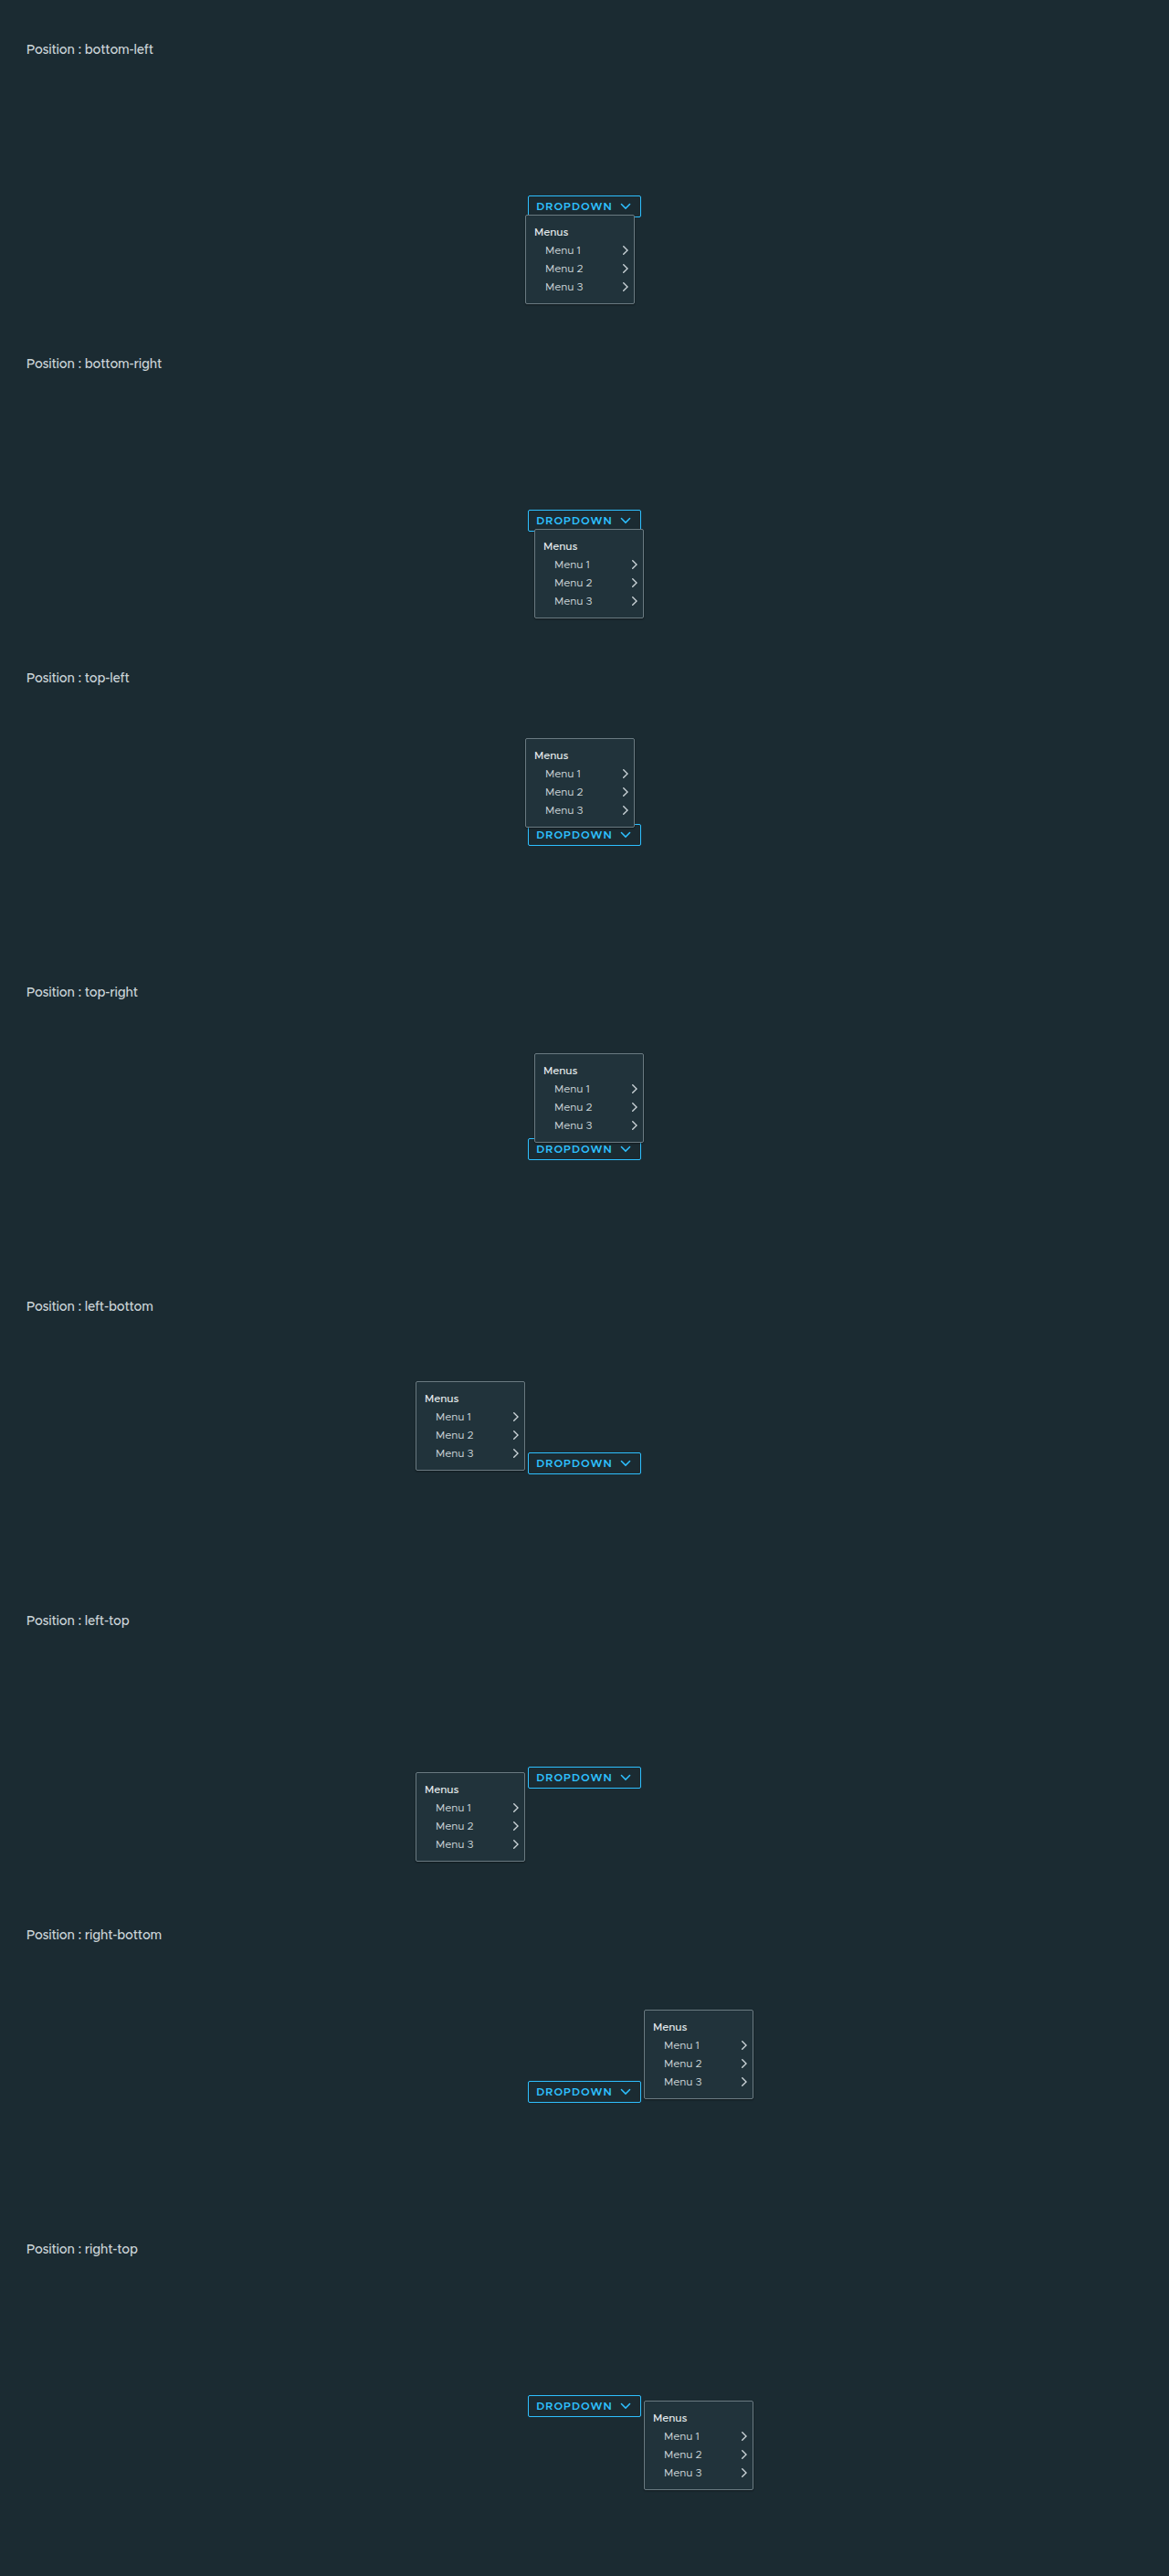 Position : bottom-left
DROPDOWN
Menus
Menu 1
Menu 2
Menu 3
Position : bottom-right
DROPDOWN
Menus
Menu 1
Menu 2
Menu 3
Position : top-left
Menus
Menu 1
Menu 2
Menu 3
DROPDOWN
Position : top-right
Menus
Menu 1
Menu 2
Menu 3
DROPDOWN
Position : left-bottom
Menus
Menu 1
Menu 2
Menu 3
DROPDOWN
Position : left-top
DROPDOWN
Menus
Menu 1
Menu 2
Menu 3
Position : right-bottom
Menus
Menu 1
Menu 2
Menu 3
DROPDOWN
Position : right-top
DROPDOWN
Menus
Menu 1
Menu 2
Menu 3